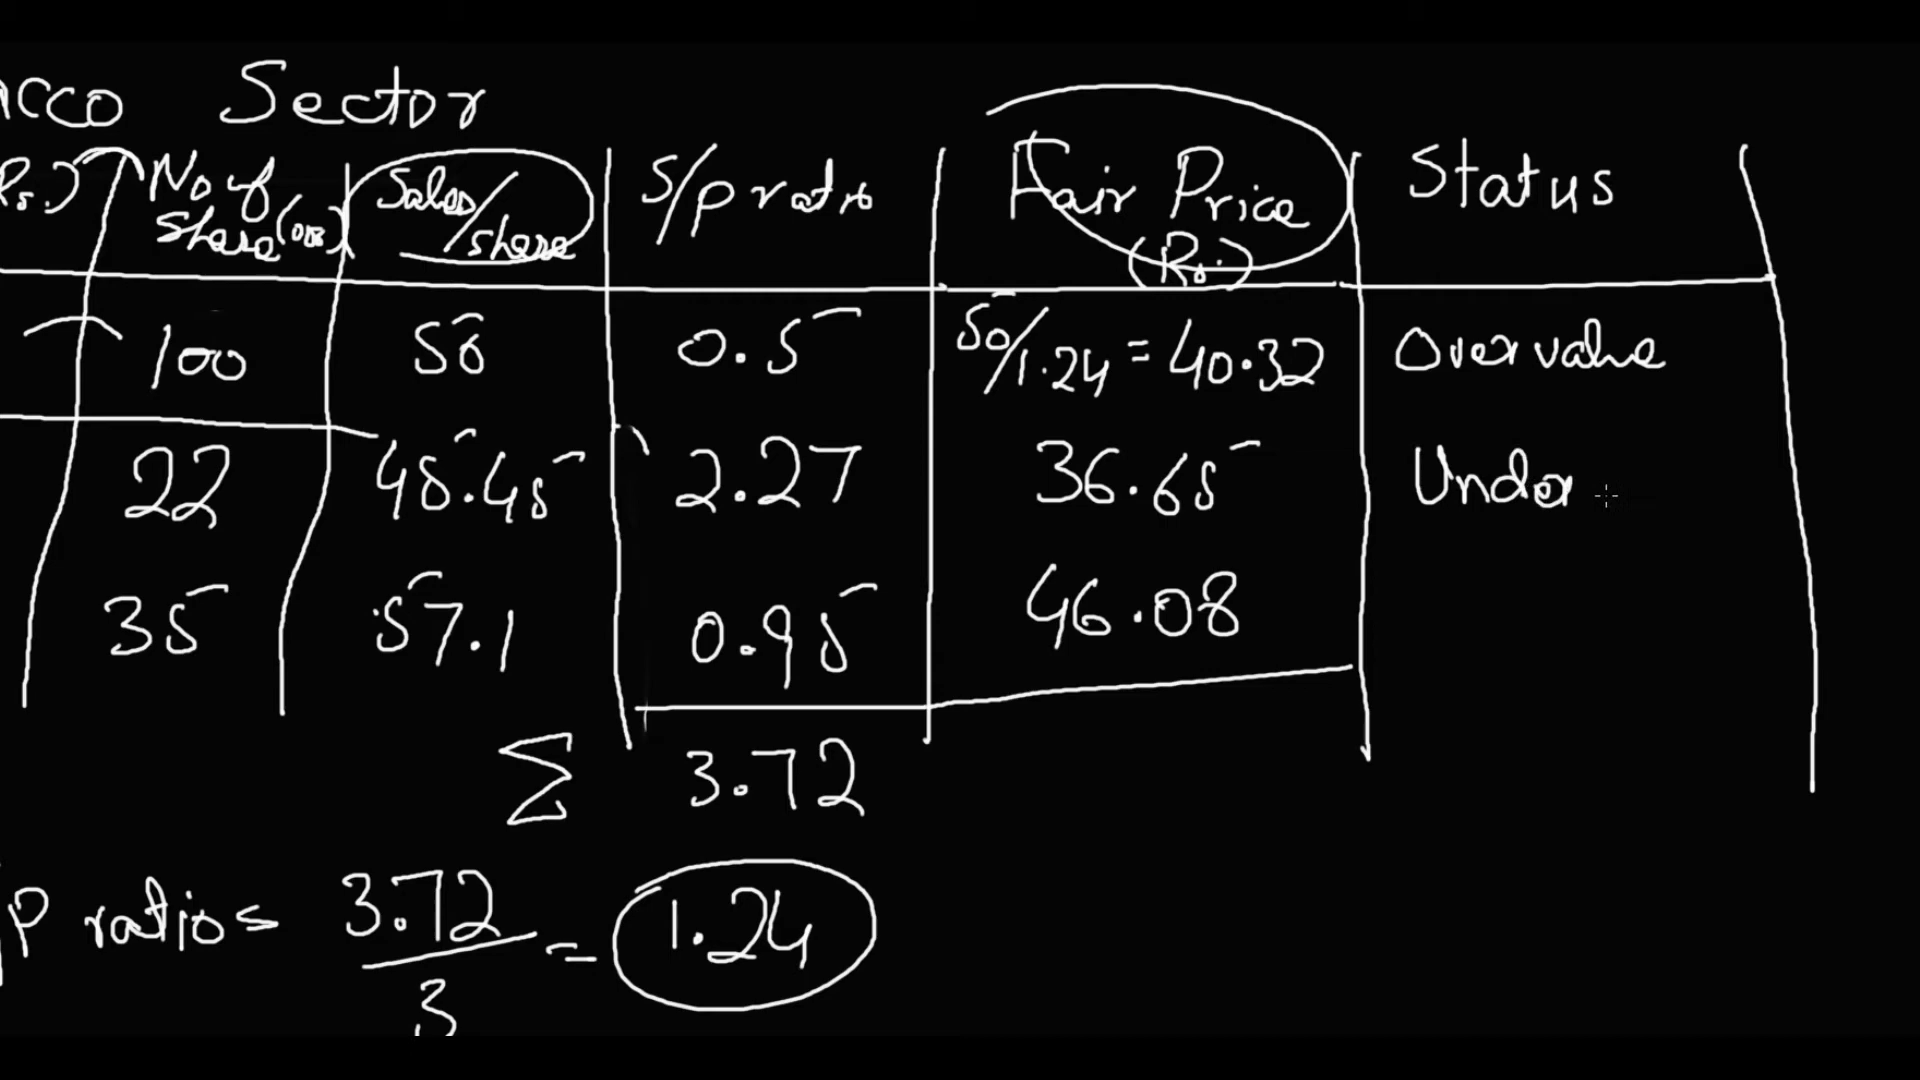 Sector
No of Share (000) Sales/share S/P ratio Fair Price (Rs.) Status
100 50 0.5 50/1.24 = 40.32 Overvalue
22 45.45 2.27 36.65 Under
35 57.1 0.95 46.08
Σ 3.72
P ratio = 3.72/3 = 1.24